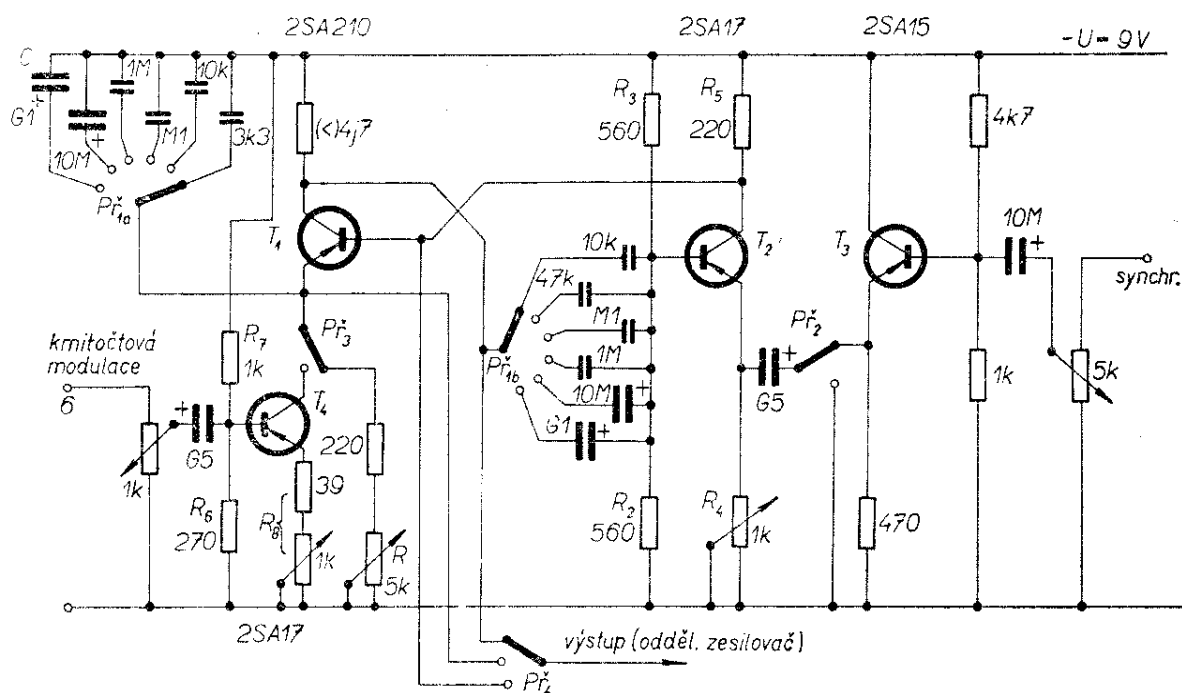 2SA210
2SA17
2SA15
-U = 9V
C
G1
+
10M
+
1M
M1
10k
3k3
Př1a
(<)4j7
R3
560
R5
220
4k7
T1
T2
T3
10M
+
synchr.
10k
47k
M1
1M
10M
+
G1
+
Př1b
Př2
+
G5
Př3
kmitočtová
modulace
6
R7
1k
+
G5
T4
1k
R6
270
39
R8
1k
220
R
5k
R2
560
R4
1k
470
1k
5k
2SA17
výstup (odděl. zesilovač)
Př4